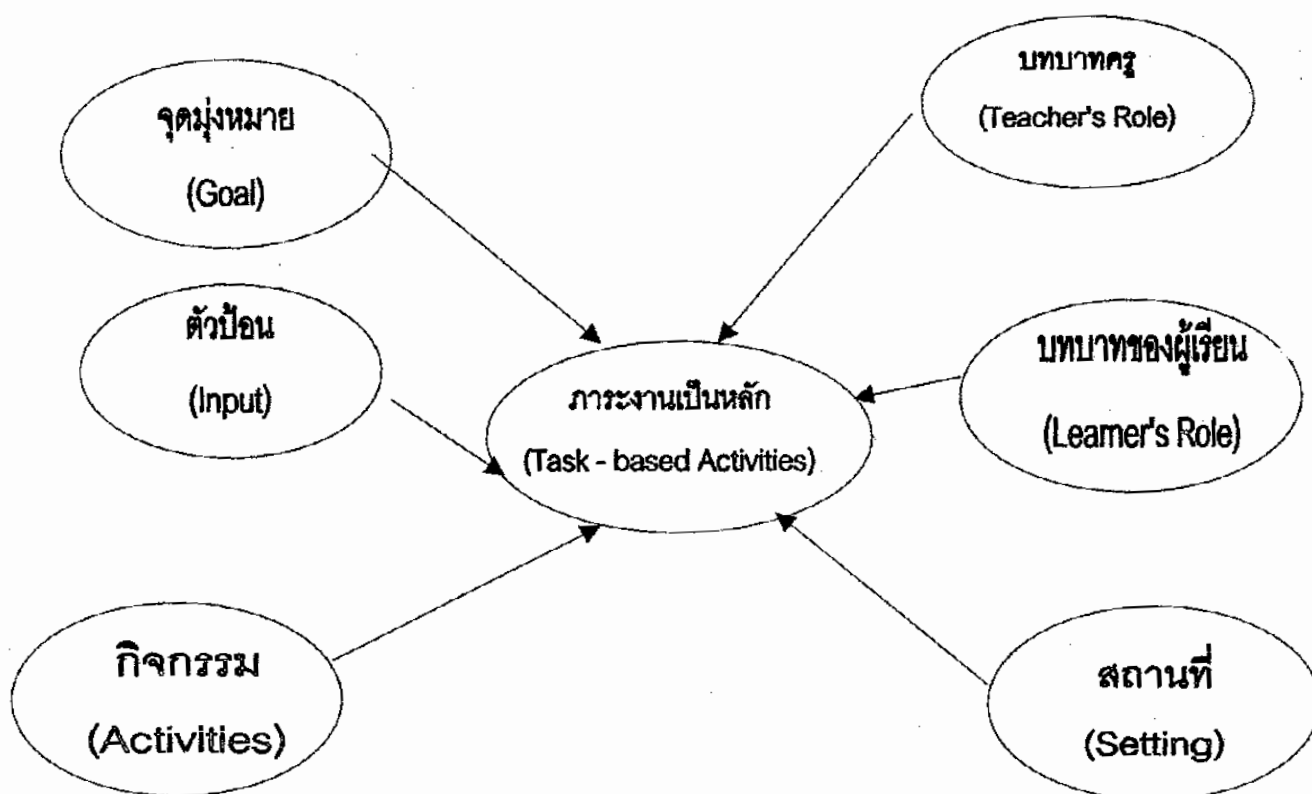 จุดมุ่งหมาย
(Goal)
บทบาทครู
(Teacher's Role)
ตัวป้อน
(Input)
บทบาทของผู้เรียน
(Learner's Role)
ภาระงานเป็นหลัก
(Task - based Activities)
กิจกรรม
(Activities)
สถานที่
(Setting)